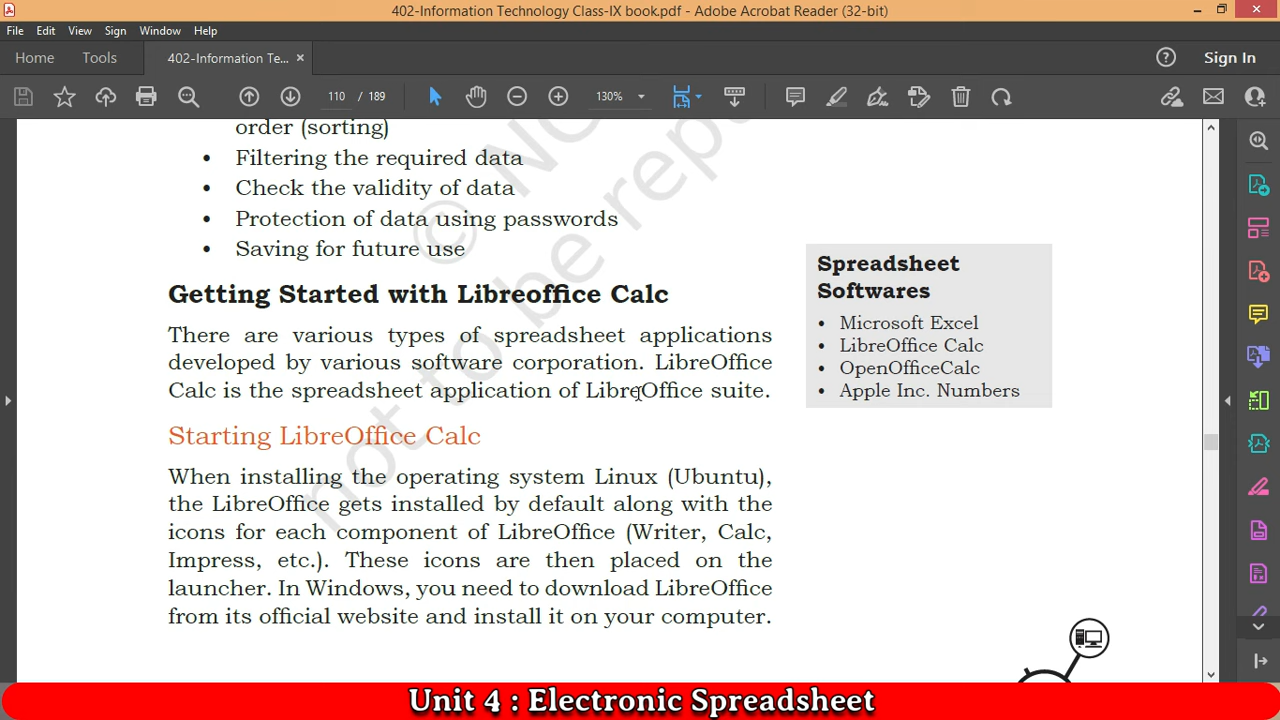 402-Information Technology Class-IX book.pdf - Adobe Acrobat Reader (32-bit)
File Edit View Sign Window Help
Home Tools 402-Information Te... × Sign In
110 / 189 130%
order (sorting)
• Filtering the required data
• Check the validity of data
• Protection of data using passwords
• Saving for future use
Getting Started with Libreoffice Calc
There are various types of spreadsheet applications
developed by various software corporation. LibreOffice
Calc is the spreadsheet application of LibreOffice suite.
Starting LibreOffice Calc
When installing the operating system Linux (Ubuntu),
the LibreOffice gets installed by default along with the
icons for each component of LibreOffice (Writer, Calc,
Impress, etc.). These icons are then placed on the
launcher. In Windows, you need to download LibreOffice
from its official website and install it on your computer.
Spreadsheet
Softwares
• Microsoft Excel
• LibreOffice Calc
• OpenOfficeCalc
• Apple Inc. Numbers
© NC
not to be repu
Unit 4 : Electronic Spreadsheet